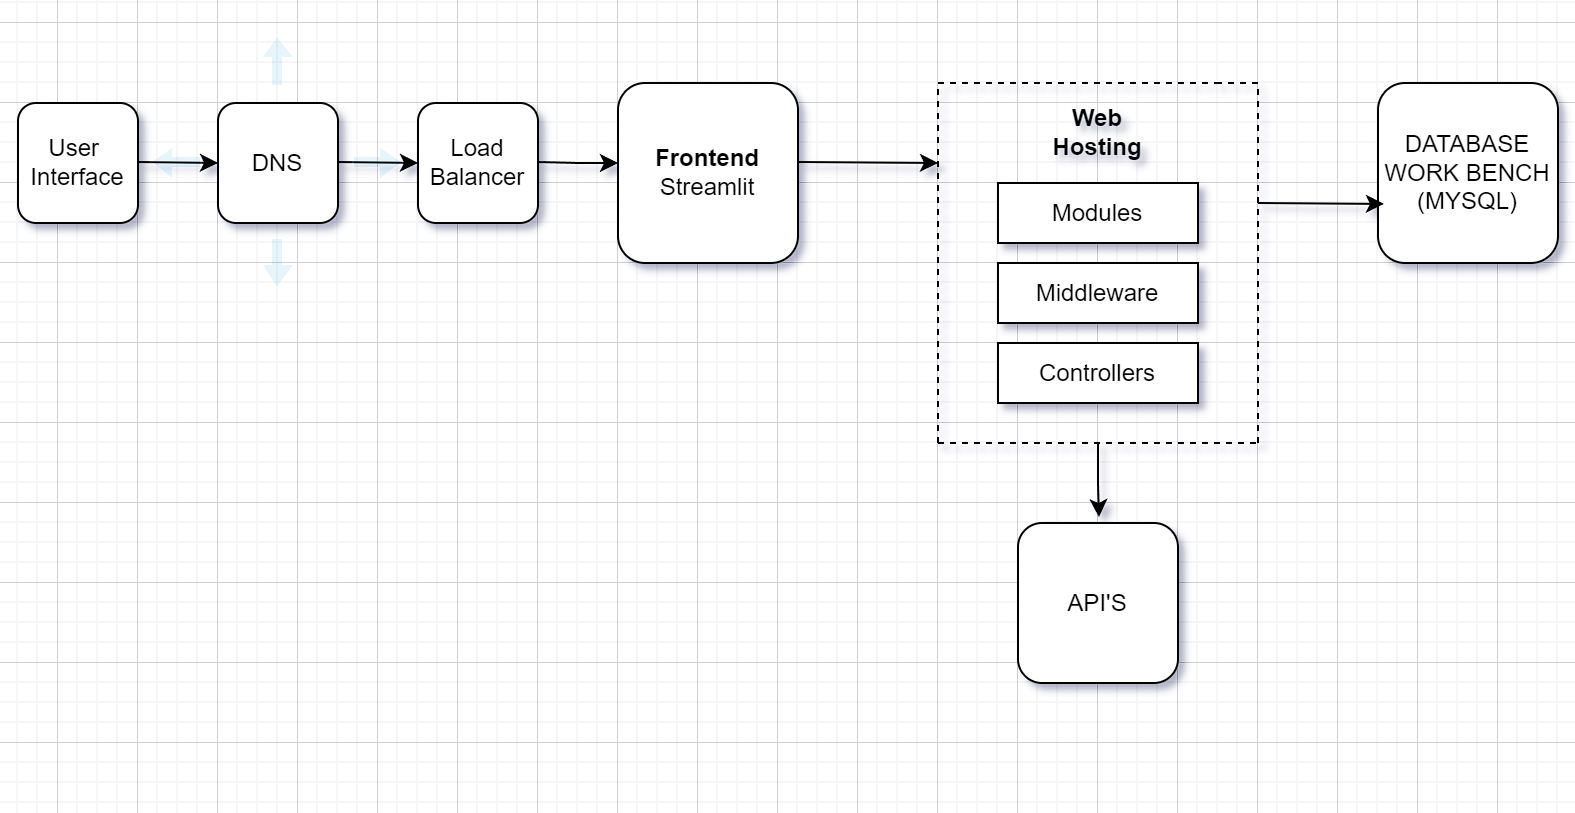 User
Interface
DNS
Load
Balancer
Frontend
Streamlit
Web
Hosting
Modules
Middleware
Controllers
DATABASE
WORK BENCH
(MYSQL)
API'S